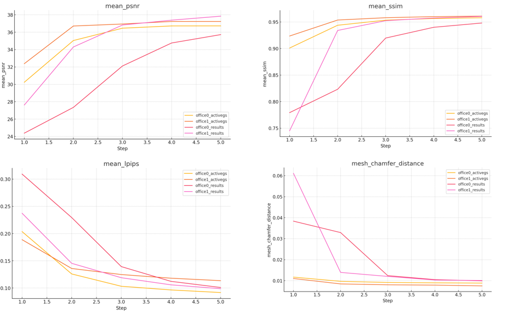 mean_psnr
mean_psnr
38
36
34
32
30
28
26
24
office0_activegs
office1_activegs
office0_results
office1_results
1.0 1.5 2.0 2.5 3.0 3.5 4.0 4.5 5.0
Step
mean_ssim
mean_ssim
0.95
0.90
0.85
0.80
0.75
office0_activegs
office1_activegs
office0_results
office1_results
1.0 1.5 2.0 2.5 3.0 3.5 4.0 4.5 5.0
Step
mean_lpips
mean_lpips
0.30
0.25
0.20
0.15
0.10
office0_activegs
office1_activegs
office0_results
office1_results
1.0 1.5 2.0 2.5 3.0 3.5 4.0 4.5 5.0
Step
mesh_chamfer_distance
mesh_chamfer_distance
0.06
0.05
0.04
0.03
0.02
0.01
office0_activegs
office1_activegs
office0_results
office1_results
1.0 1.5 2.0 2.5 3.0 3.5 4.0 4.5 5.0
Step